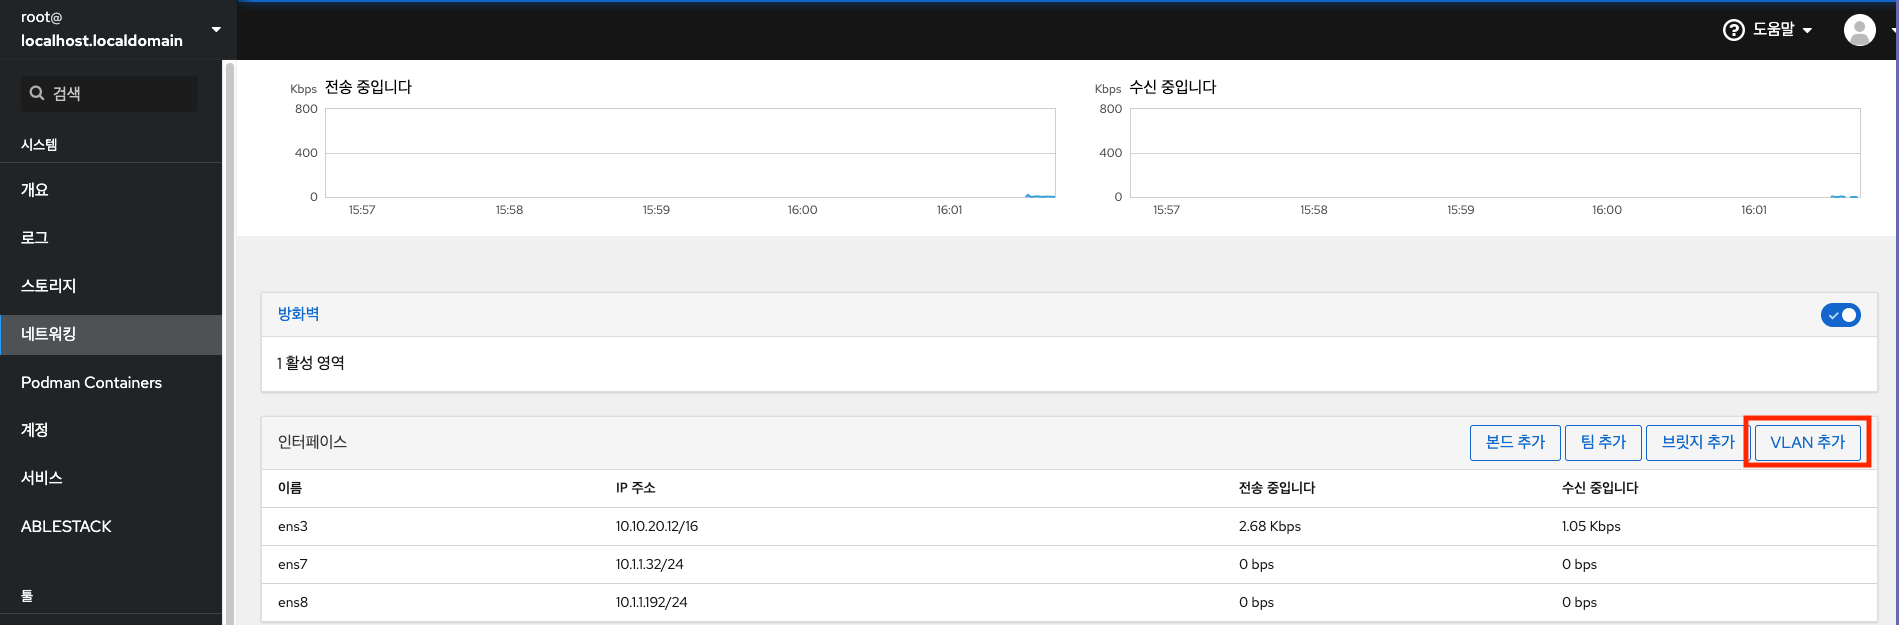 root@
localhost.localdomain
도움말
검색
시스템
개요
로그
스토리지
네트워킹
Podman Containers
계정
서비스
ABLESTACK
툴
Kbps 전송 중입니다
800
400
0
15:57 15:58 15:59 16:00 16:01
Kbps 수신 중입니다
800
400
0
15:57 15:58 15:59 16:00 16:01
방화벽
1 활성 영역
인터페이스 본드 추가 팀 추가 브릿지 추가 VLAN 추가
이름 IP 주소 전송 중입니다 수신 중입니다
ens3 10.10.20.12/16 2.68 Kbps 1.05 Kbps
ens7 10.1.1.32/24 0 bps 0 bps
ens8 10.1.1.192/24 0 bps 0 bps